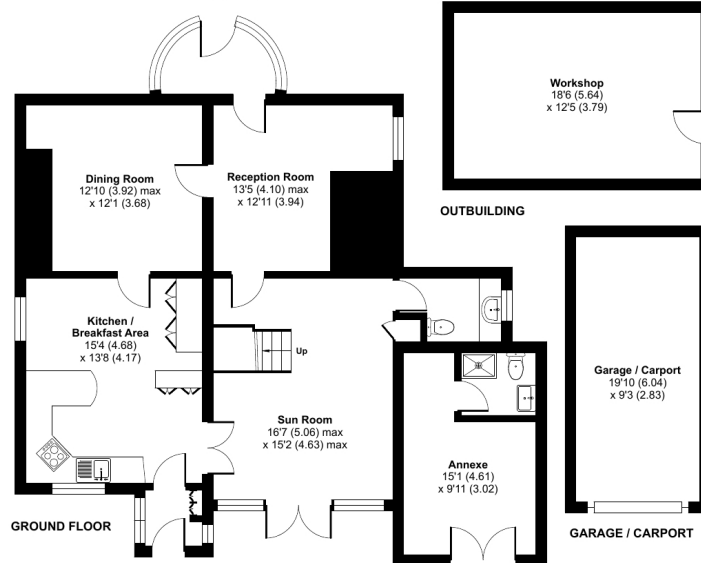 Workshop
18'6 (5.64)
x 12'5 (3.79)
Dining Room
12'10 (3.92) max
x 12'1 (3.68)
Reception Room
13'5 (4.10) max
x 12'11 (3.94)
OUTBUILDING
Kitchen /
Breakfast Area
15'4 (4.68)
x 13'8 (4.17)
Up
Garage / Carport
19'10 (6.04)
x 9'3 (2.83)
Sun Room
16'7 (5.06) max
x 15'2 (4.63) max
Annexe
15'1 (4.61)
x 9'11 (3.02)
GROUND FLOOR
GARAGE / CARPORT